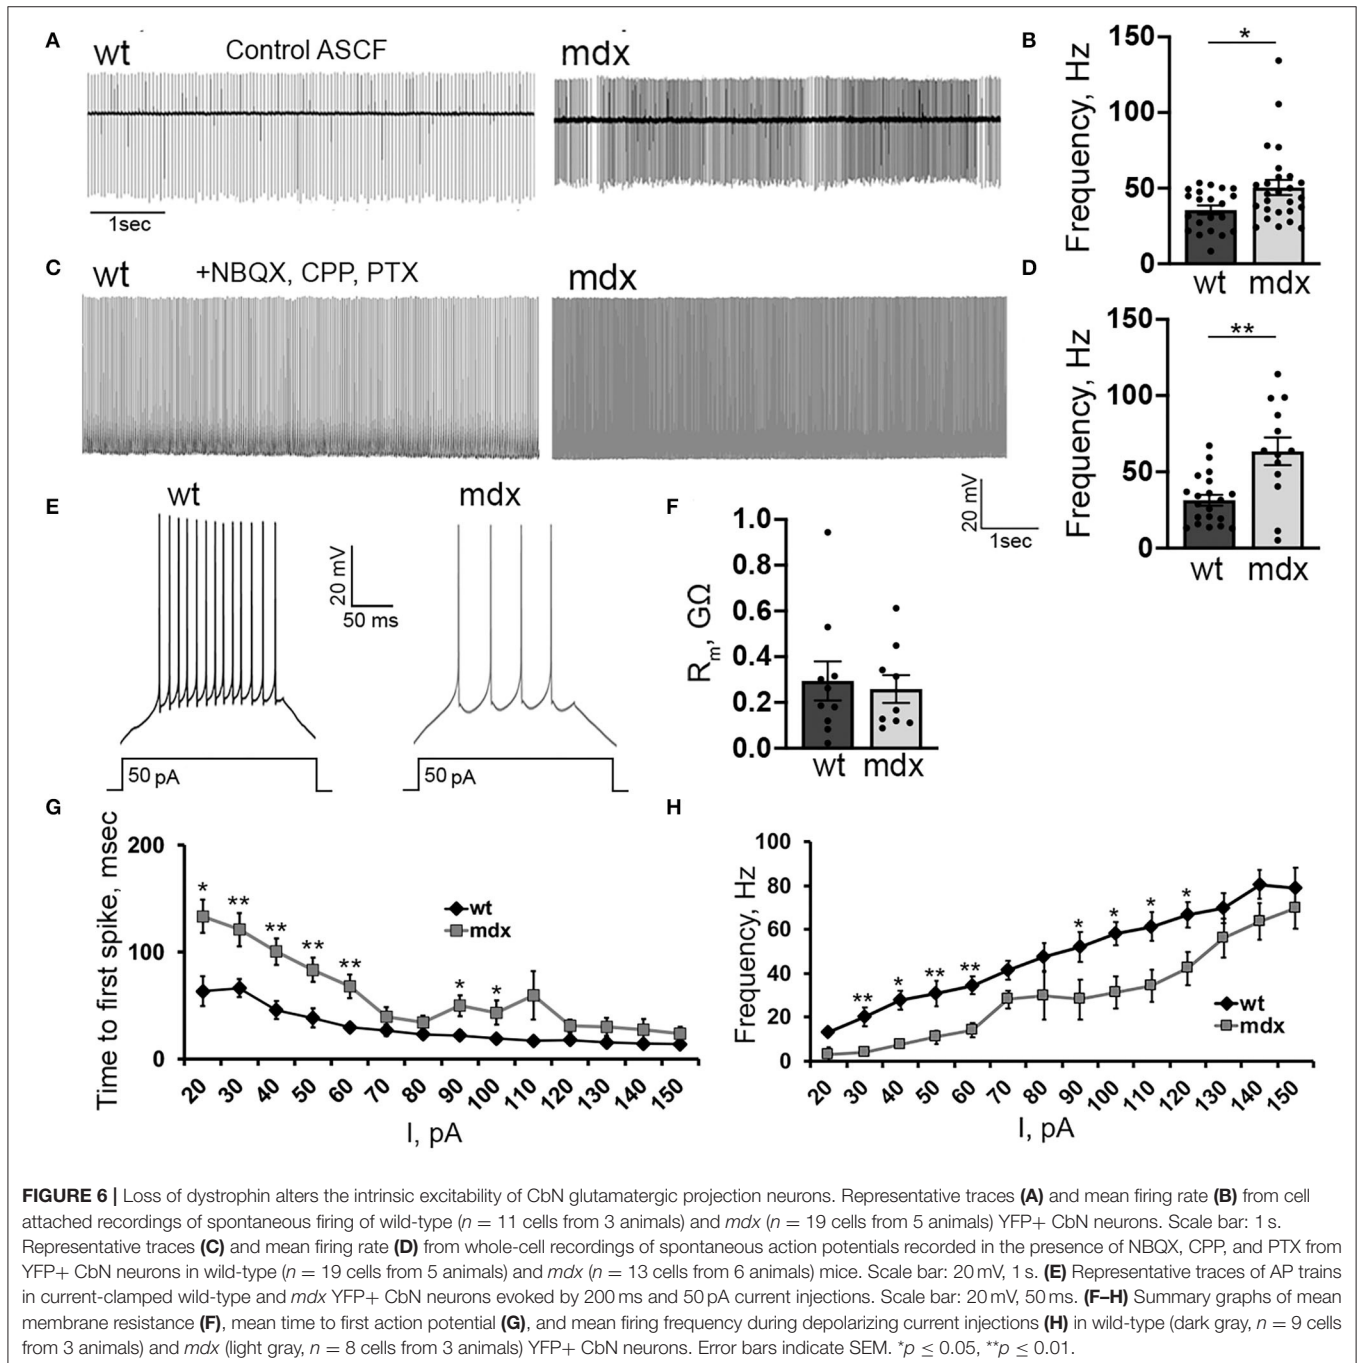 A
wt
Control ASCF
mdx
1sec
B
150
100
50
0
Frequency, Hz
*
wt
mdx
C
wt
+NBQX, CPP, PTX
mdx
20 mV
1sec
D
150
100
50
0
Frequency, Hz
**
wt
mdx
E
wt
mdx
20 mV
50 ms
50 pA
50 pA
F
1.0
0.8
0.6
0.4
0.2
0.0
Rm, GΩ
wt
mdx
G
200
100
0
Time to first spike, msec
* ** ** ** ** * *
wt
mdx
20 30 40 50 60 70 80 90 100 110 120 130 140 150
I, pA
H
100
80
60
40
20
0
Frequency, Hz
** * ** ** * * * *
wt
mdx
20 30 40 50 60 70 80 90 100 110 120 130 140 150
I, pA
FIGURE 6 | Loss of dystrophin alters the intrinsic excitability of CbN glutamatergic projection neurons. Representative traces (A) and mean firing rate (B) from cell
attached recordings of spontaneous firing of wild-type (n = 11 cells from 3 animals) and mdx (n = 19 cells from 5 animals) YFP+ CbN neurons. Scale bar: 1 s.
Representative traces (C) and mean firing rate (D) from whole-cell recordings of spontaneous action potentials recorded in the presence of NBQX, CPP, and PTX from
YFP+ CbN neurons in wild-type (n = 19 cells from 5 animals) and mdx (n = 13 cells from 6 animals) mice. Scale bar: 20 mV, 1 s. (E) Representative traces of AP trains
in current-clamped wild-type and mdx YFP+ CbN neurons evoked by 200 ms and 50 pA current injections. Scale bar: 20 mV, 50 ms. (F–H) Summary graphs of mean
membrane resistance (F), mean time to first action potential (G), and mean firing frequency during depolarizing current injections (H) in wild-type (dark gray, n = 9 cells
from 3 animals) and mdx (light gray, n = 8 cells from 3 animals) YFP+ CbN neurons. Error bars indicate SEM. *p ≤ 0.05, **p ≤ 0.01.